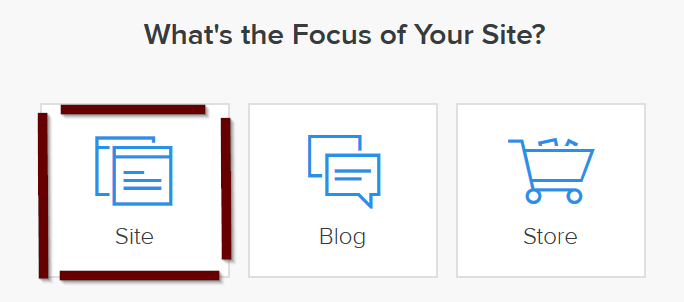 What's the Focus of Your Site?
Site
Blog
Store